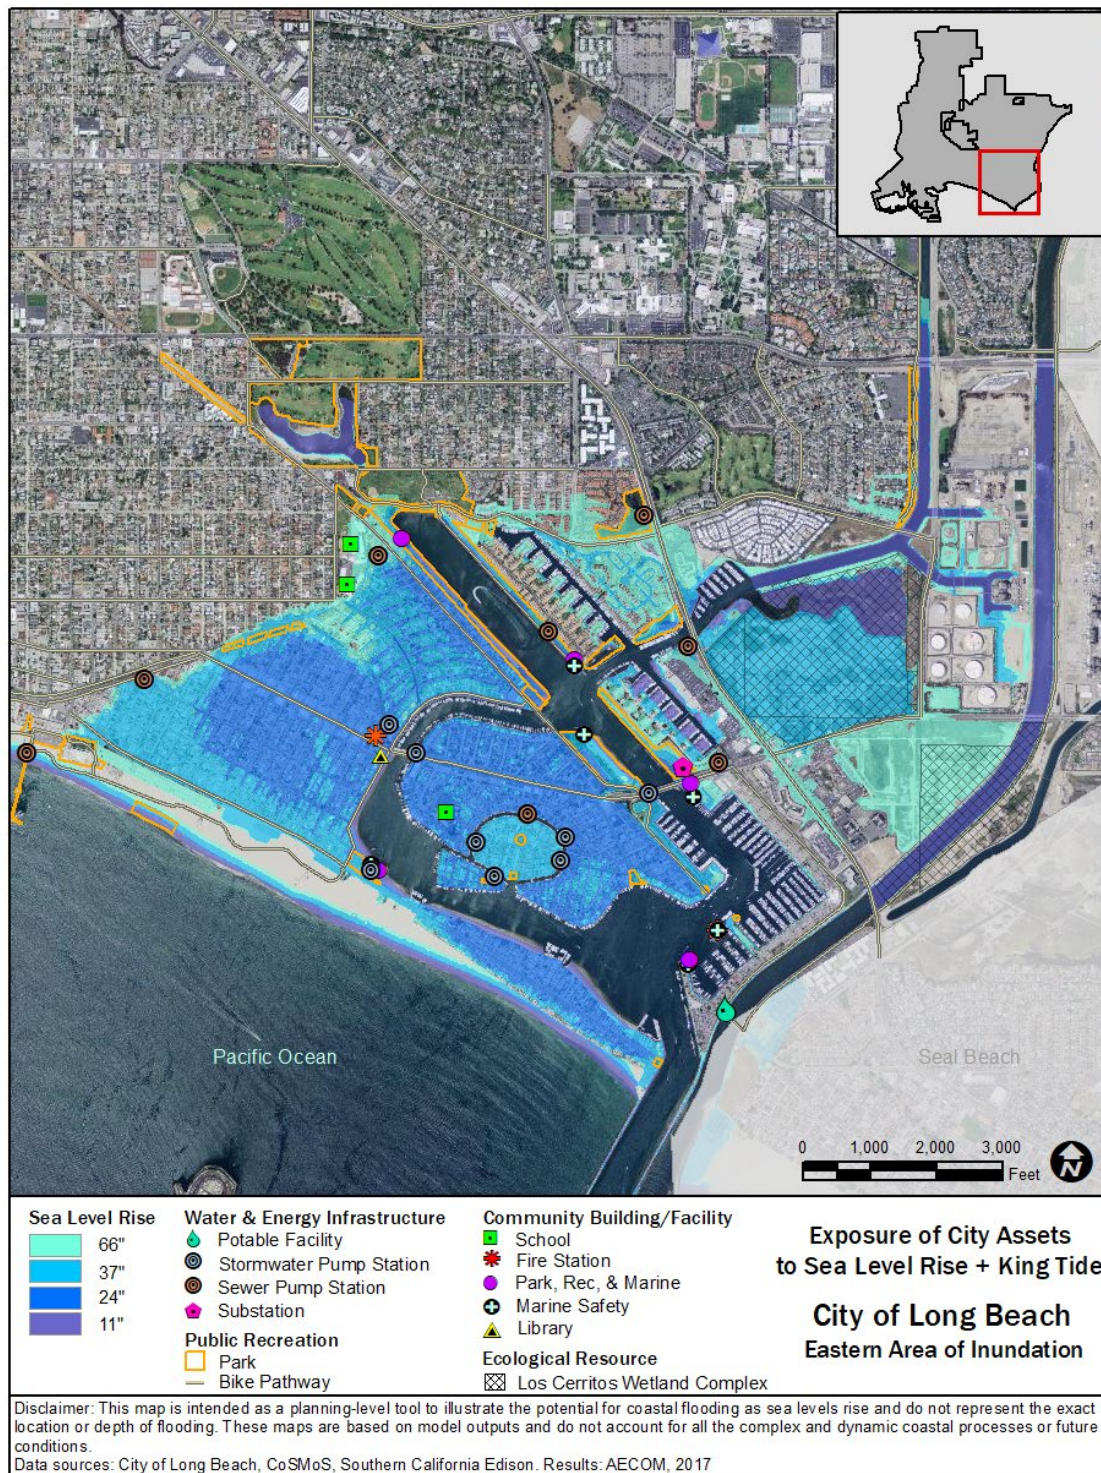 Pacific Ocean
Seal Beach
0 1,000 2,000 3,000
Feet
N
Sea Level Rise
66"
37"
24"
11"
Water & Energy Infrastructure
Potable Facility
Stormwater Pump Station
Sewer Pump Station
Substation
Public Recreation
Park
Bike Pathway
Community Building/Facility
School
Fire Station
Park, Rec, & Marine
Marine Safety
Library
Ecological Resource
Los Cerritos Wetland Complex
Exposure of City Assets
to Sea Level Rise + King Tide
City of Long Beach
Eastern Area of Inundation
Disclaimer: This map is intended as a planning-level tool to illustrate the potential for coastal flooding as sea levels rise and do not represent the exact
location or depth of flooding. These maps are based on model outputs and do not account for all the complex and dynamic coastal processes or future
conditions.
Data sources: City of Long Beach, CoSMoS, Southern California Edison. Results: AECOM, 2017